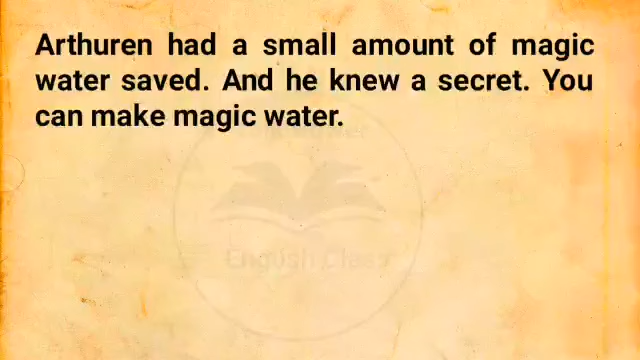 Arthuren had a small amount of magic
water saved. And he knew a secret. You
can make magic water.
English Class